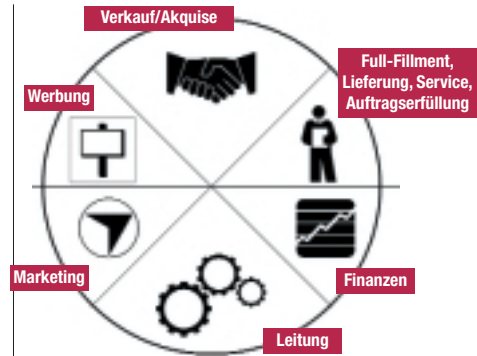 Verkauf/Akquise
Full-Fillment,
Lieferung, Service,
Auftragserfüllung
Werbung
Marketing
Finanzen
Leitung